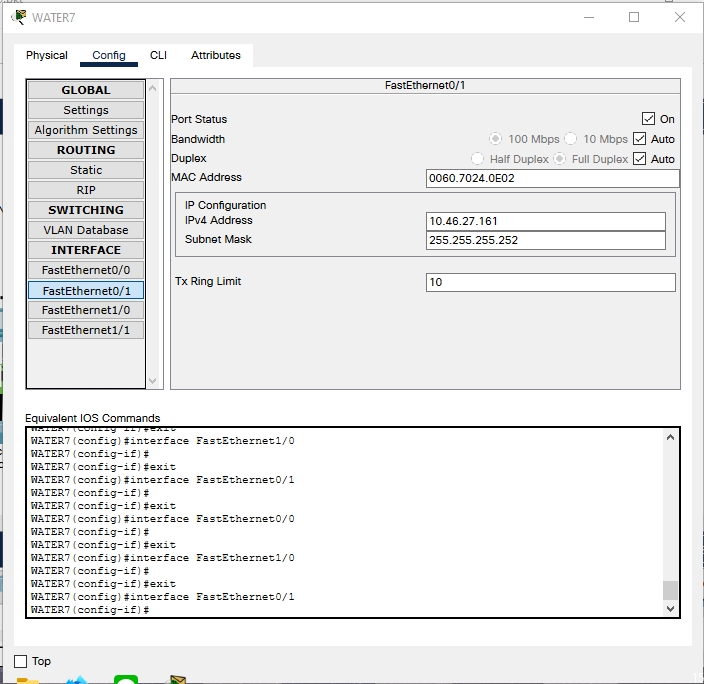 WATER7
Physical Config CLI Attributes
GLOBAL
Settings
Algorithm Settings
ROUTING
Static
RIP
SWITCHING
VLAN Database
INTERFACE
FastEthernet0/0
FastEthernet0/1
FastEthernet1/0
FastEthernet1/1
FastEthernet0/1
Port Status On
Bandwidth 100 Mbps 10 Mbps Auto
Duplex Half Duplex Full Duplex Auto
MAC Address 0060.7024.0E02
IP Configuration
IPv4 Address 10.46.27.161
Subnet Mask 255.255.255.252
Tx Ring Limit 10
Equivalent IOS Commands
WATER7(config-if)#exit
WATER7(config)#interface FastEthernet1/0
WATER7(config-if)#
WATER7(config-if)#exit
WATER7(config)#interface FastEthernet0/1
WATER7(config-if)#
WATER7(config-if)#exit
WATER7(config)#interface FastEthernet0/0
WATER7(config-if)#
WATER7(config-if)#exit
WATER7(config)#interface FastEthernet1/0
WATER7(config-if)#
WATER7(config-if)#exit
WATER7(config)#interface FastEthernet0/1
WATER7(config-if)#
Top